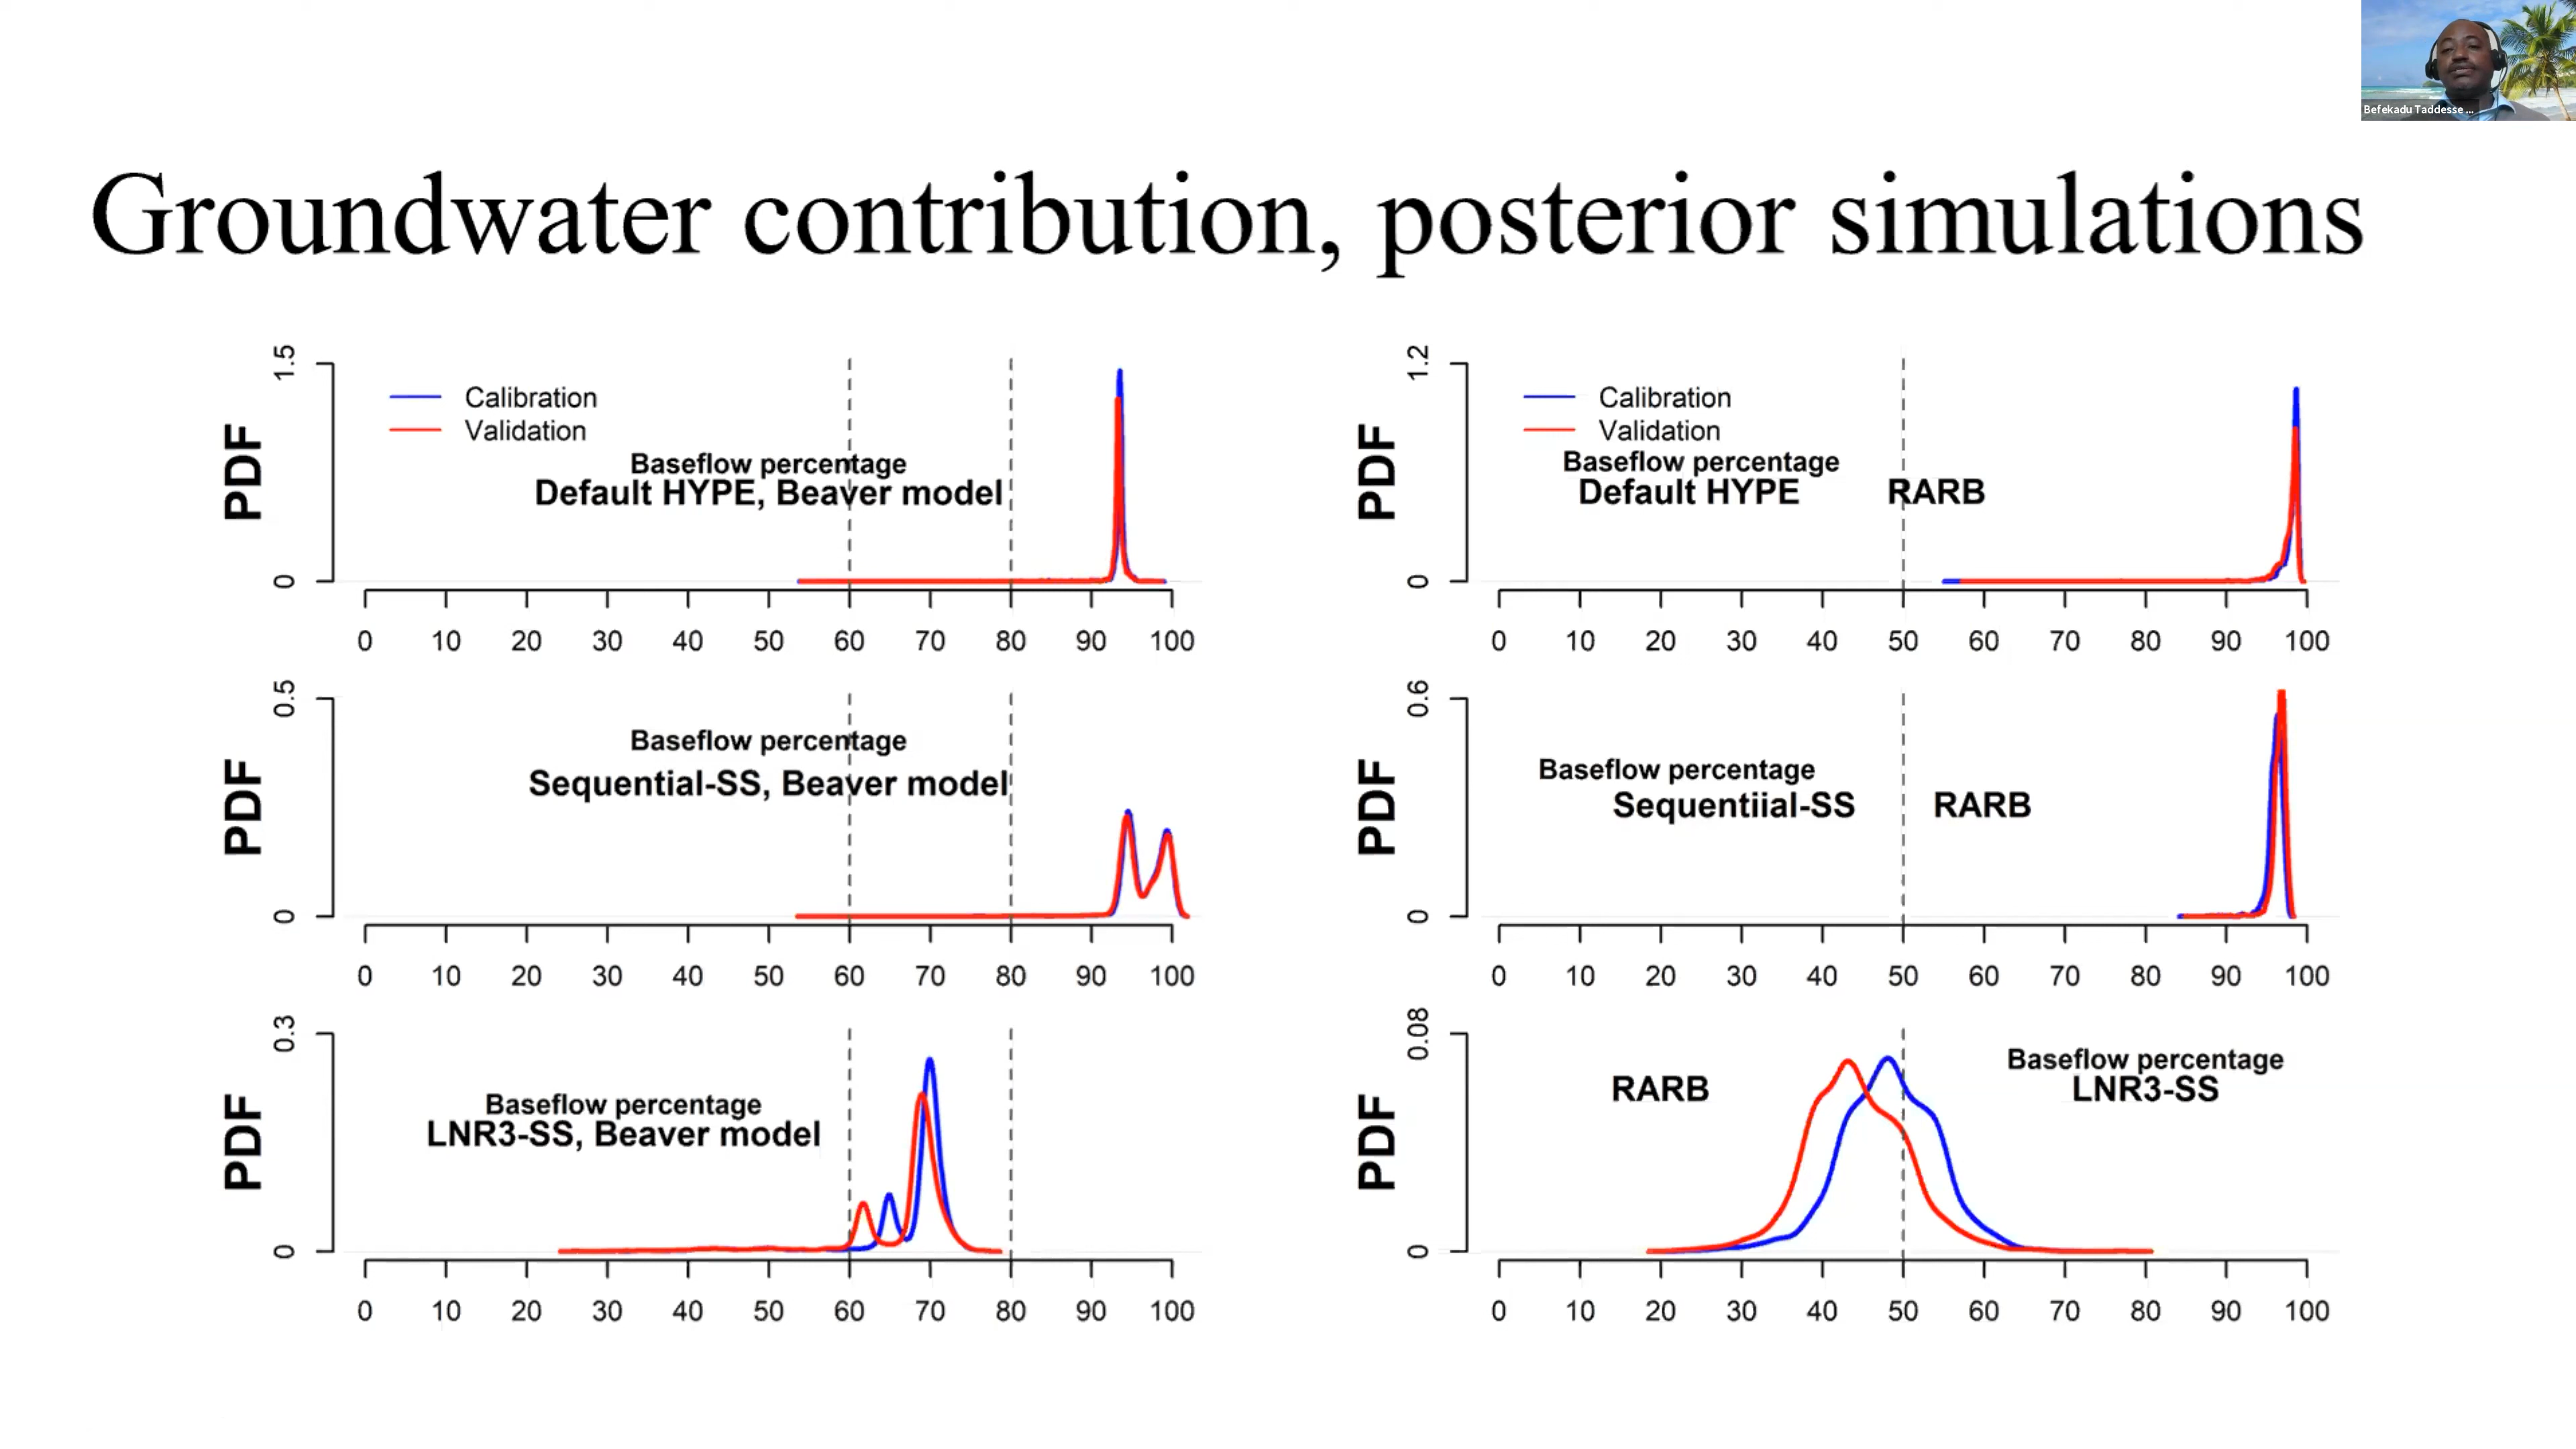 Befekadu Taddesse ...
Groundwater contribution, posterior simulations
1.5
PDF
0
Calibration
Validation
Baseflow percentage
Default HYPE, Beaver model
0 10 20 30 40 50 60 70 80 90 100
1.2
PDF
0
Calibration
Validation
Baseflow percentage
Default HYPE RARB
0 10 20 30 40 50 60 70 80 90 100
0.5
PDF
0
Baseflow percentage
Sequential-SS, Beaver model
0 10 20 30 40 50 60 70 80 90 100
0.6
PDF
0
Baseflow percentage
Sequentiial-SS RARB
0 10 20 30 40 50 60 70 80 90 100
0.3
PDF
0
Baseflow percentage
LNR3-SS, Beaver model
0 10 20 30 40 50 60 70 80 90 100
0.08
PDF
0
RARB
Baseflow percentage
LNR3-SS
0 10 20 30 40 50 60 70 80 90 100